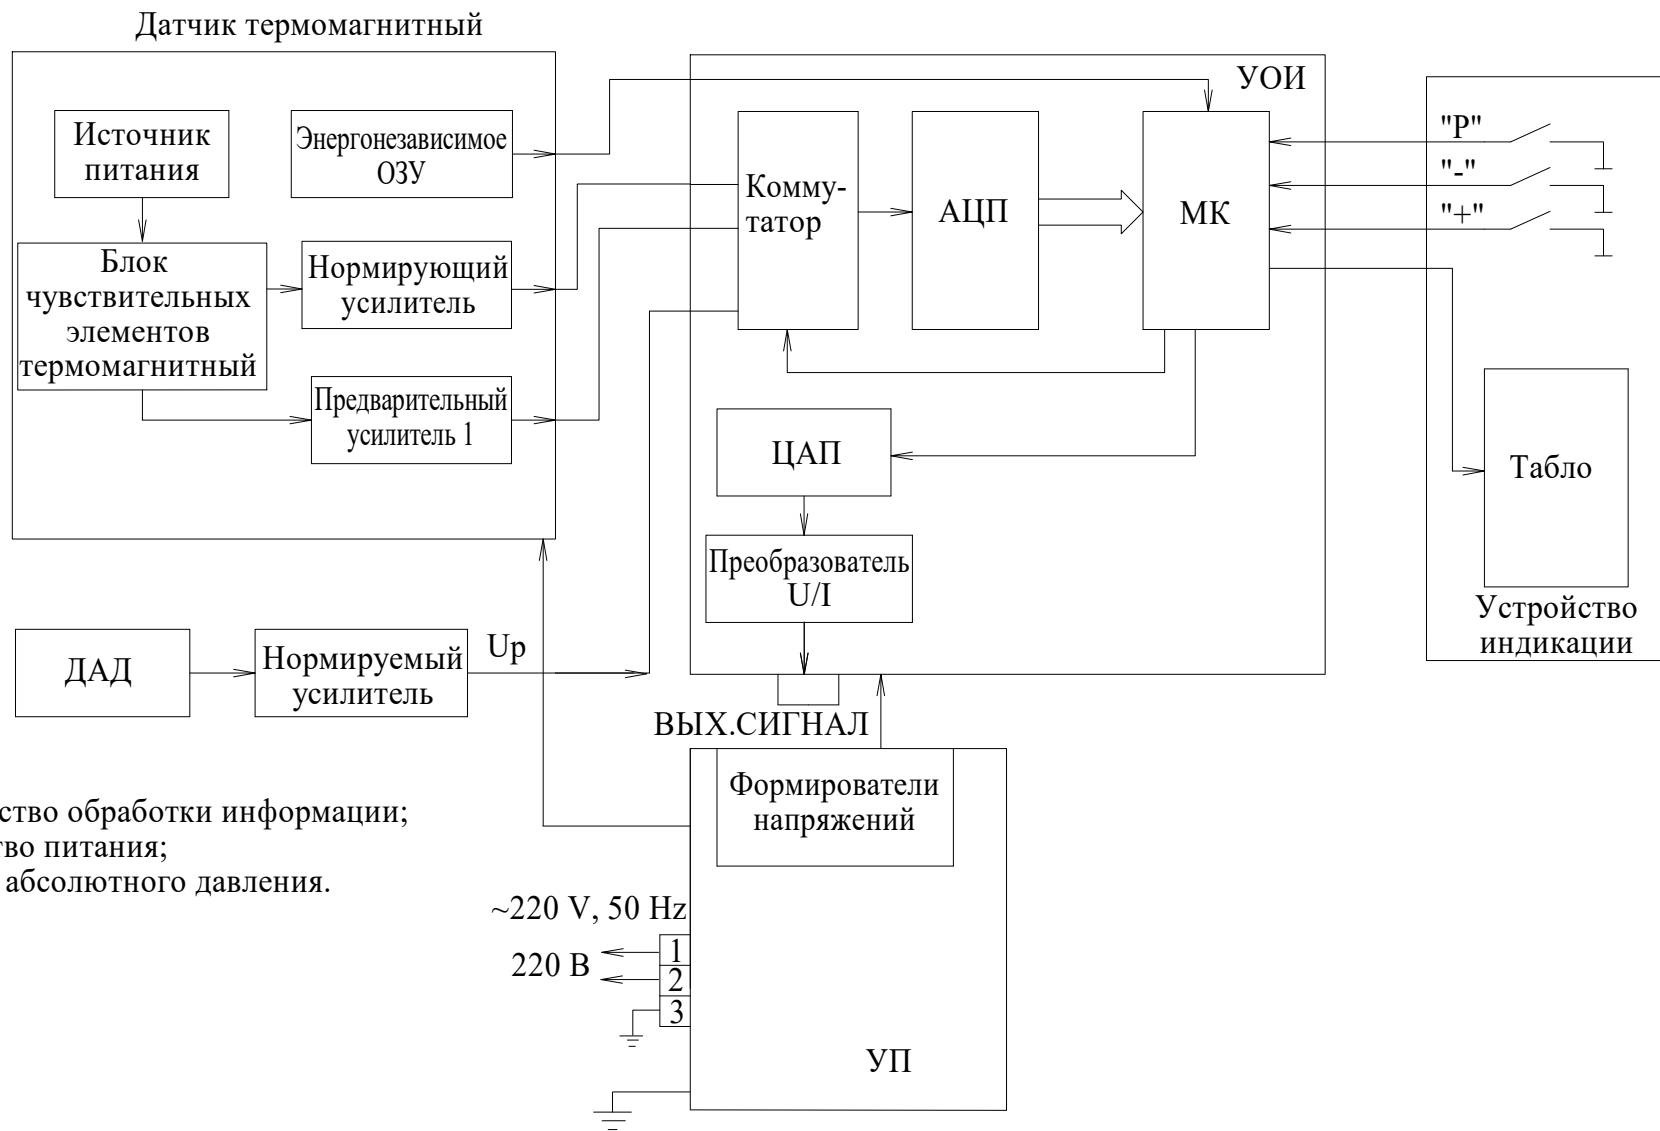 Датчик термомагнитный
Источник
питания
Энергонезависимое
ОЗУ
Блок
чувствительных
элементов
термомагнитный
Нормирующий
усилитель
Предварительный
усилитель 1
УОИ
Комму-
татор
АЦП
МК
"Р"
"-"
"+"
ЦАП
Преобразователь
U/I
Табло
Устройство
индикации
ДАД
Нормируемый
усилитель
Up
ВЫХ.СИГНАЛ
Формирователи
напряжений
обработки информации;
питания;
абсолютного давления.
~220 V, 50 Hz
220 В
1
2
3
УП